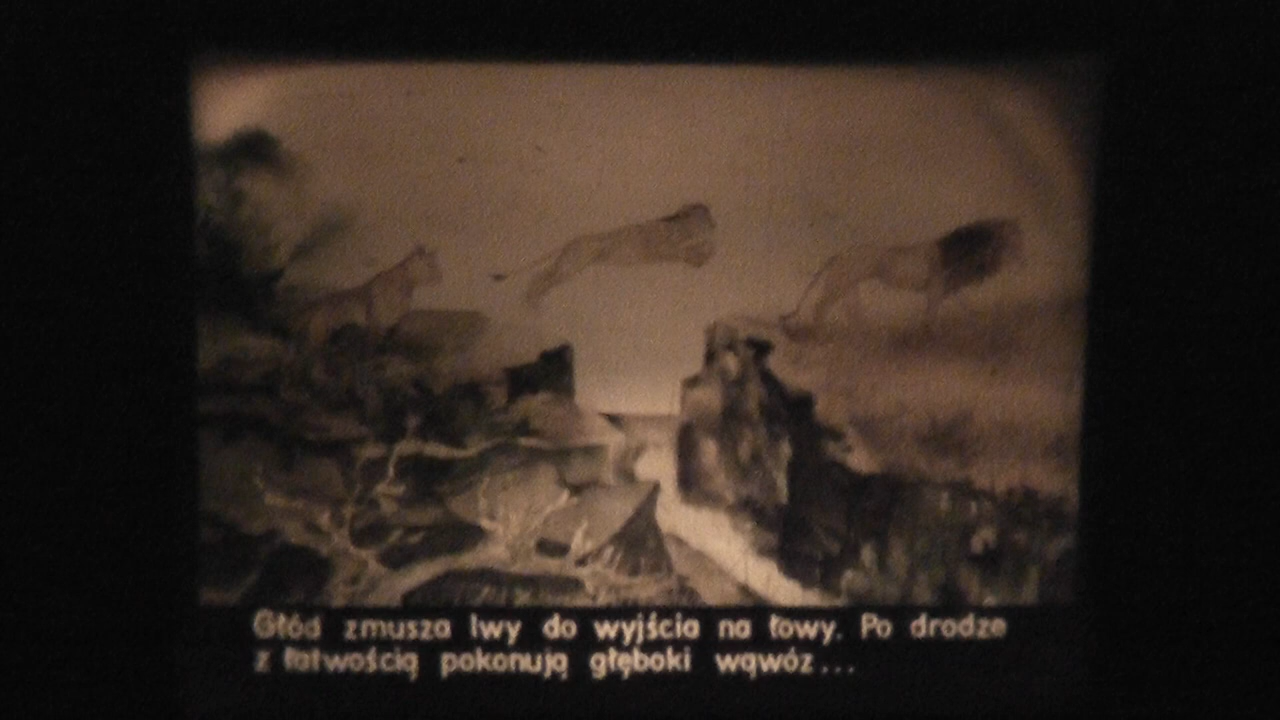 Głód zmusza lwy do wyjścia na łowy. Po drodze
z łatwością pokonują głęboki wąwóz...